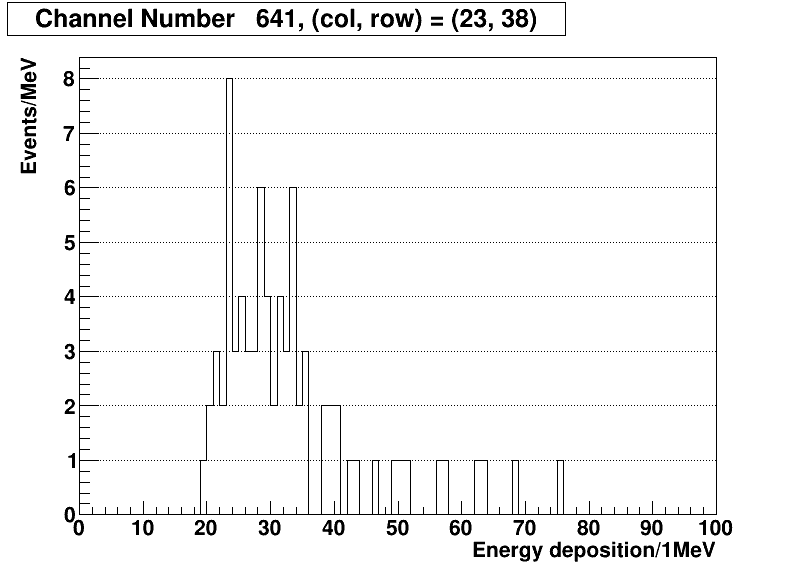 Channel Number 641, (col, row) = (23, 38)
Events/MeV
8
7
6
5
4
3
2
1
0
0 10 20 30 40 50 60 70 80 90 100
Energy deposition/1MeV